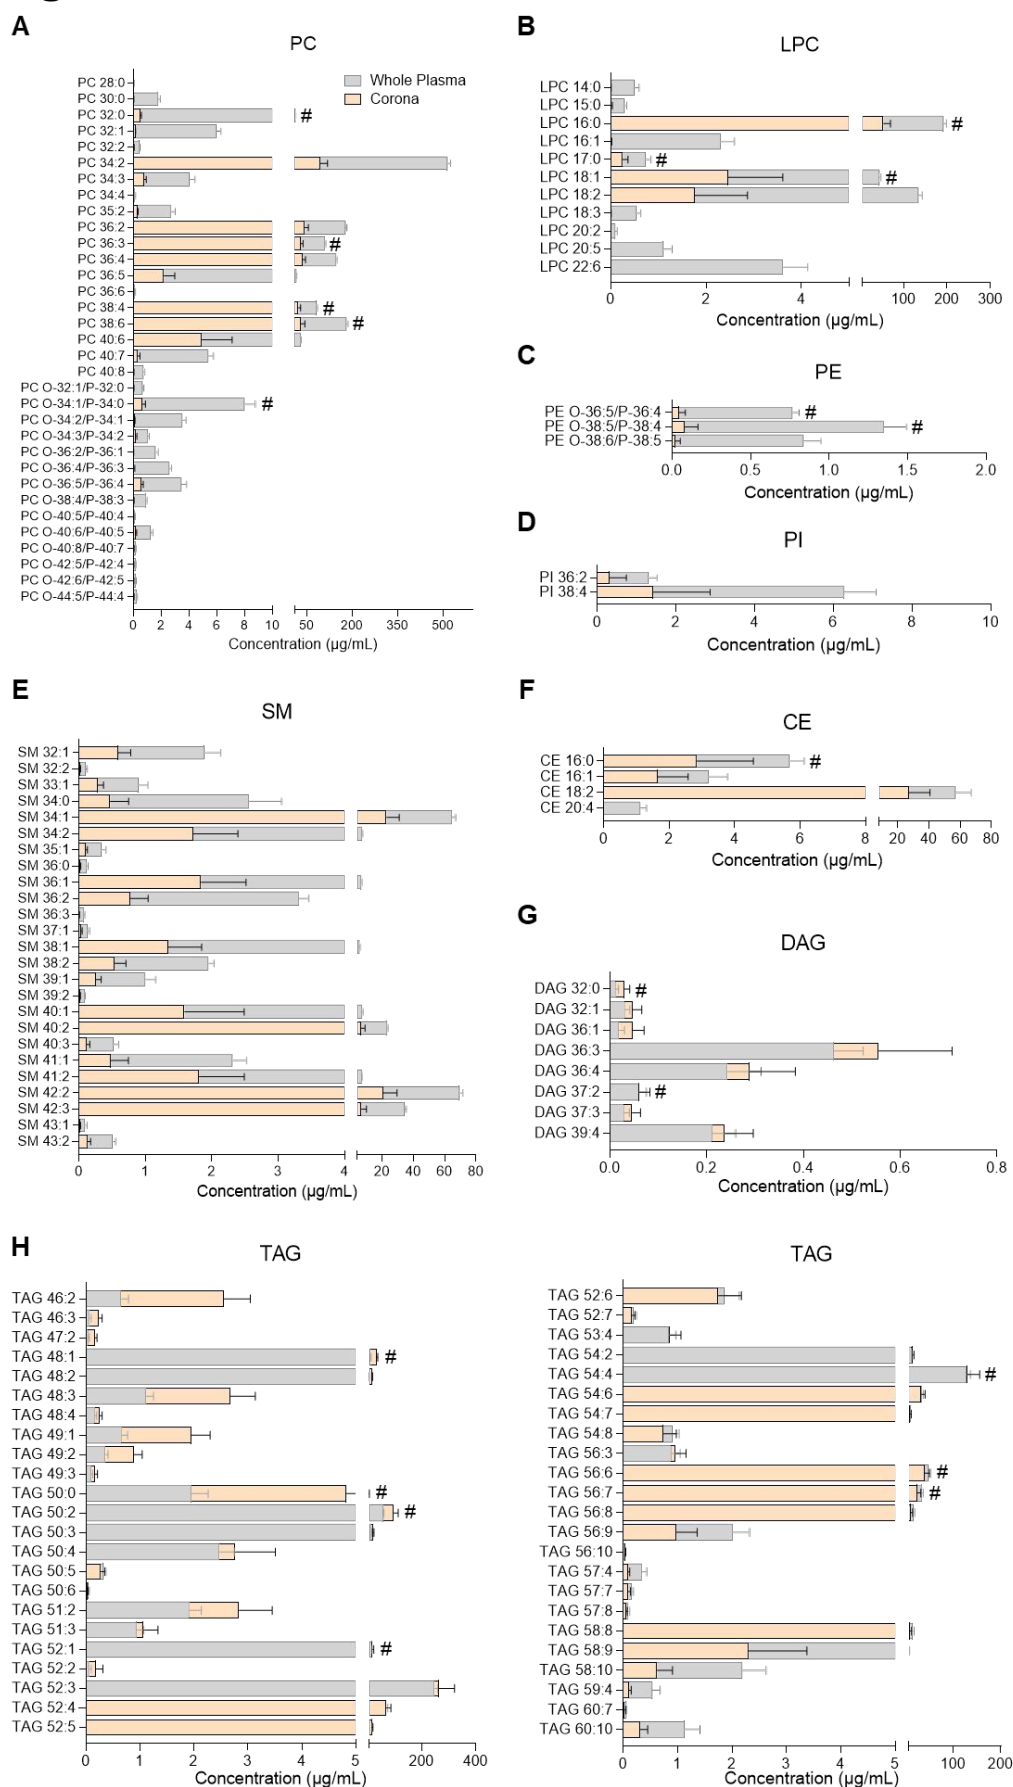 A
PC
Whole Plasma
Corona
PC 28:0
PC 30:0
PC 32:0
#
PC 32:1
PC 32:2
PC 34:2
PC 34:3
PC 34:4
PC 35:2
PC 36:2
PC 36:3
#
PC 36:4
PC 36:5
PC 36:6
PC 38:4
#
PC 38:6
#
PC 40:6
PC 40:7
PC 40:8
PC O-32:1/P-32:0
PC O-34:1/P-34:0
#
PC O-34:2/P-34:1
PC O-34:3/P-34:2
PC O-36:2/P-36:1
PC O-36:4/P-36:3
PC O-36:5/P-36:4
PC O-38:4/P-38:3
PC O-40:5/P-40:4
PC O-40:6/P-40:5
PC O-40:8/P-40:7
PC O-42:5/P-42:4
PC O-42:6/P-42:5
PC O-44:5/P-44:4
0 2 4 6 8 10 50 200 350 500
Concentration (µg/mL)
B
LPC
LPC 14:0
LPC 15:0
LPC 16:0
#
LPC 16:1
LPC 17:0
#
LPC 18:1
#
LPC 18:2
LPC 18:3
LPC 20:2
LPC 20:5
LPC 22:6
0 2 4 100 200 300
Concentration (µg/mL)
C
PE
PE O-36:5/P-36:4
#
PE O-38:5/P-38:4
#
PE O-38:6/P-38:5
0.0 0.5 1.0 1.5 2.0
Concentration (µg/mL)
D
PI
PI 36:2
PI 38:4
0 2 4 6 8 10
Concentration (µg/mL)
E
SM
SM 32:1
SM 32:2
SM 33:1
SM 34:0
SM 34:1
SM 34:2
SM 35:1
SM 36:0
SM 36:1
SM 36:2
SM 36:3
SM 37:1
SM 38:1
SM 38:2
SM 39:1
SM 39:2
SM 40:1
SM 40:2
SM 40:3
SM 41:1
SM 41:2
SM 42:2
SM 42:3
SM 43:1
SM 43:2
0 1 2 3 4 20 40 60 80
Concentration (µg/mL)
F
CE
CE 16:0
#
CE 16:1
CE 18:2
CE 20:4
0 2 4 6 8 20 40 60 80
Concentration (µg/mL)
G
DAG
DAG 32:0
#
DAG 32:1
DAG 36:1
DAG 36:3
DAG 36:4
DAG 37:2
#
DAG 37:3
DAG 39:4
0.0 0.2 0.4 0.6 0.8
Concentration (µg/mL)
H
TAG
TAG 46:2
TAG 46:3
TAG 47:2
TAG 48:1
#
TAG 48:2
TAG 48:3
TAG 48:4
TAG 49:1
TAG 49:2
TAG 49:3
TAG 50:0
#
TAG 50:2
#
TAG 50:3
TAG 50:4
TAG 50:5
TAG 50:6
TAG 51:2
TAG 51:3
TAG 52:1
#
TAG 52:2
TAG 52:3
TAG 52:4
TAG 52:5
0 1 2 3 4 5 200 400
Concentration (µg/mL)
TAG
TAG 52:6
TAG 52:7
TAG 53:4
TAG 54:2
TAG 54:4
#
TAG 54:6
TAG 54:7
TAG 54:8
TAG 56:3
TAG 56:6
#
TAG 56:7
#
TAG 56:8
TAG 56:9
TAG 56:10
TAG 57:4
TAG 57:7
TAG 57:8
TAG 58:8
TAG 58:9
TAG 58:10
TAG 59:4
TAG 60:7
TAG 60:10
0 1 2 3 4 5 100 200
Concentration (µg/mL)